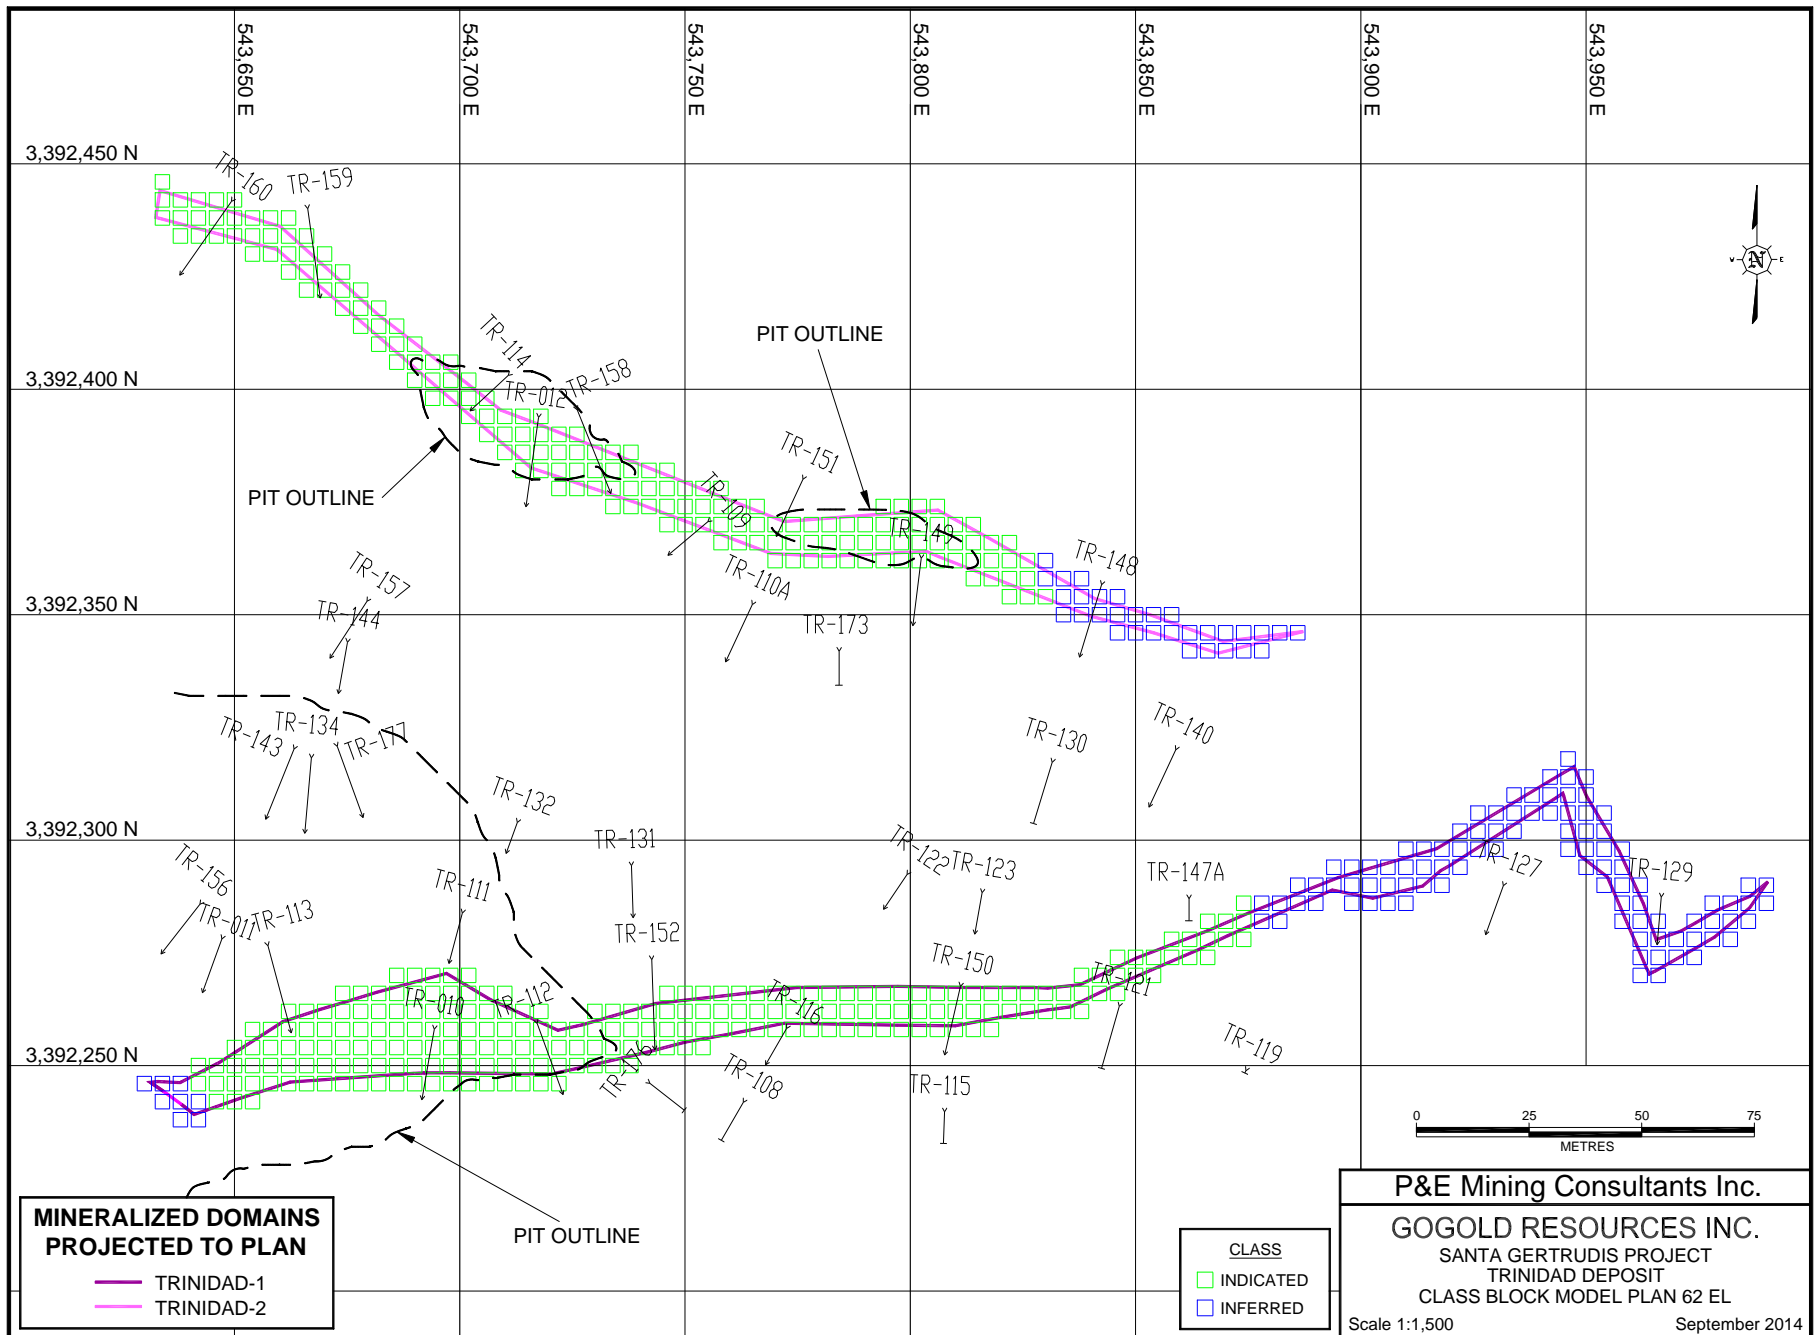 543,650 E
543,700 E
543,750 E
543,800 E
543,850 E
543,900 E
543,950 E
3,392,450 N
TR-160
TR-159
W
N
E
TR-114
PIT OUTLINE
3,392,400 N
TR-012
TR-158
TR-151
PIT OUTLINE
TR-109
TR-149
TR-148
TR-157
TR-110A
3,392,350 N
TR-144
TR-173
TR-134
TR-143
TR-177
TR-130
TR-140
TR-132
3,392,300 N
TR-131
TR-122
TR-123
TR-147A
TR-127
TR-129
TR-156
TR-111
TR-011
TR-113
TR-152
TR-150
TR-010
TR-112
TR-116
TR-121
3,392,250 N
TR-176
TR-108
TR-115
TR-119
0 25 50 75
METRES
PIT OUTLINE
MINERALIZED DOMAINS
PROJECTED TO PLAN
TRINIDAD-1
TRINIDAD-2
CLASS
INDICATED
INFERRED
P&E Mining Consultants Inc.
GOGOLD RESOURCES INC.
SANTA GERTRUDIS PROJECT
TRINIDAD DEPOSIT
CLASS BLOCK MODEL PLAN 62 EL
Scale 1:1,500 September 2014